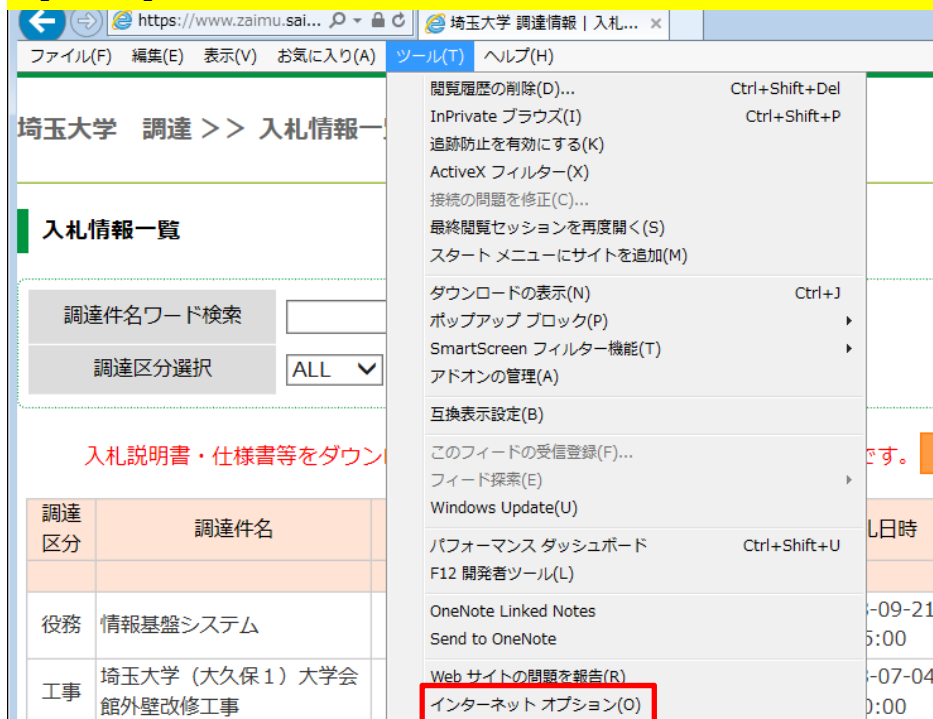 https://www.zaimu.sai...
埼玉大学 調達情報 | 入札...
ファイル(F) 編集(E) 表示(V) お気に入り(A) ツール(T) ヘルプ(H)
閲覧履歴の削除(D)... Ctrl+Shift+Del
InPrivate ブラウズ(I) Ctrl+Shift+P
追跡防止を有効にする(K)
ActiveX フィルター(X)
接続の問題を修正(C)...
最終閲覧セッションを再度開く(S)
スタート メニューにサイトを追加(M)
ダウンロードの表示(N) Ctrl+J
ポップアップ ブロック(P)
SmartScreen フィルター機能(T)
アドオンの管理(A)
互換表示設定(B)
このフィードの受信登録(F)...
フィード探索(E)
Windows Update(U)
パフォーマンス ダッシュボード Ctrl+Shift+U
F12 開発者ツール(L)
OneNote Linked Notes
Send to OneNote
Web サイトの問題を報告(R)
インターネット オプション(O)
埼玉大学 調達 >> 入札情報一
入札情報一覧
調達件名ワード検索
調達区分選択 ALL
入札説明書・仕様書等をダウン
です。
調達区分 調達件名 札日時
役務 情報基盤システム
-09-21
5:00
工事 埼玉大学（大久保1）大学会
館外壁改修工事
-07-04
0:00